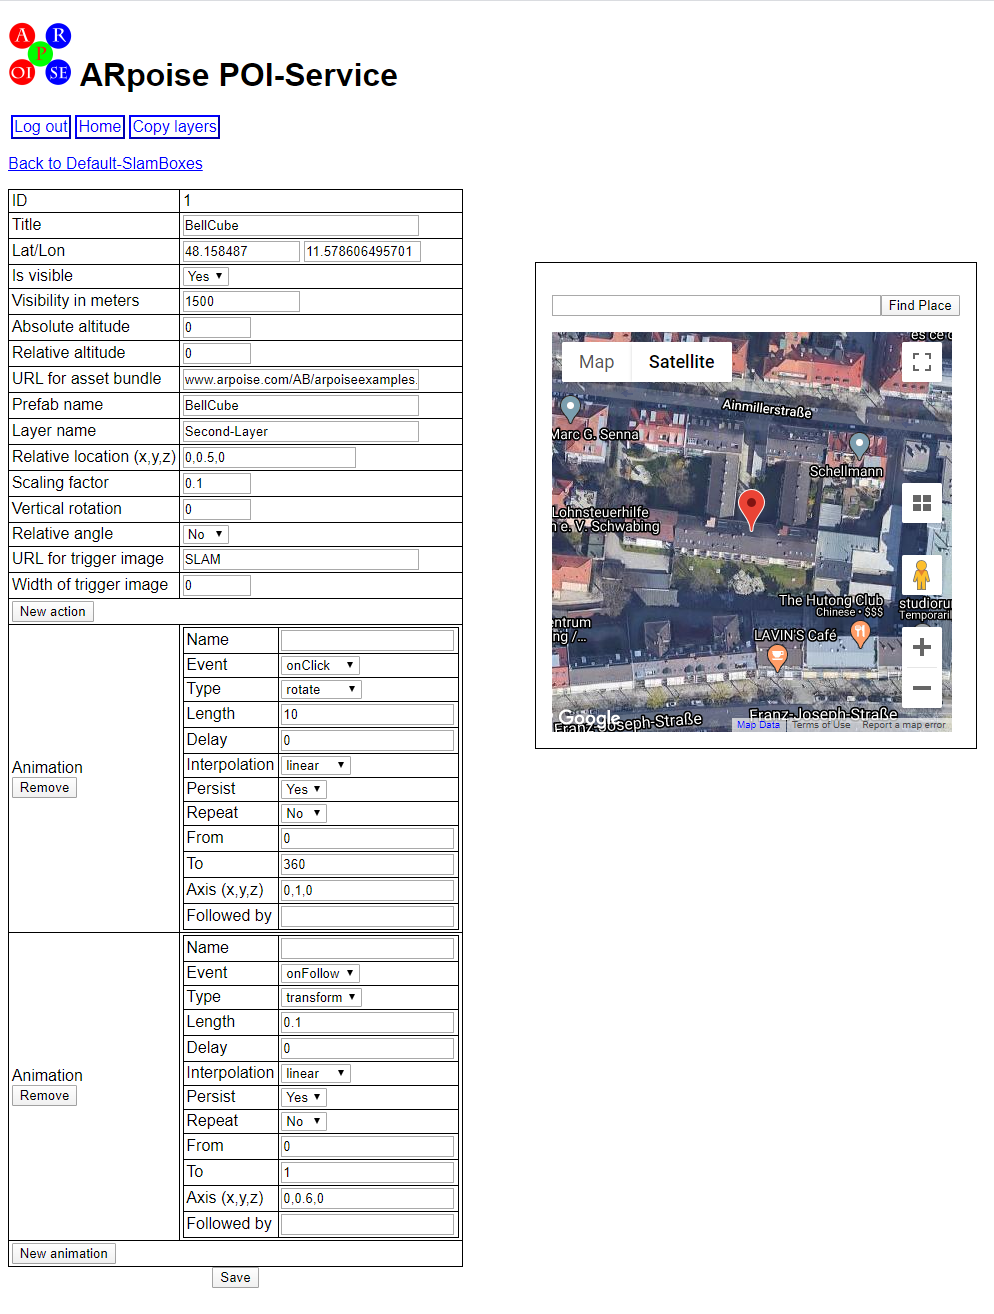 A R P OI SE
ARpoise POI-Service
Log out Home Copy layers
Back to Default-SlamBoxes
ID 1
Title BellCube
Lat/Lon 48.158487 11.578606495701
Is visible Yes
Visibility in meters 1500
Absolute altitude 0
Relative altitude 0
URL for asset bundle www.arpoise.com/AB/arpoiseexamples.
Prefab name BellCube
Layer name Second-Layer
Relative location (x,y,z) 0,0.5,0
Scaling factor 0.1
Vertical rotation 0
Relative angle No
URL for trigger image SLAM
Width of trigger image 0
New action
Animation
Remove
Name
Event onClick
Type rotate
Length 10
Delay 0
Interpolation linear
Persist Yes
Repeat No
From 0
To 360
Axis (x,y,z) 0,1,0
Followed by
Animation
Remove
Name
Event onFollow
Type transform
Length 0.1
Delay 0
Interpolation linear
Persist Yes
Repeat No
From 0
To 1
Axis (x,y,z) 0,0.6,0
Followed by
New animation
Save
Find Place
Map Satellite
Ainmillerstraße
Marc G. Senna
Schellmann
Lohnsteuerhilfe
e. V. Schwabing
The Hutong Club
Chinese • $$$
studioru
Temporaril
entrum
ng /...
LAVIN'S Café
Franz-Joseph-Straße
Franz-Joseph-Straße
Google
Map Data Terms of Use Report a map error